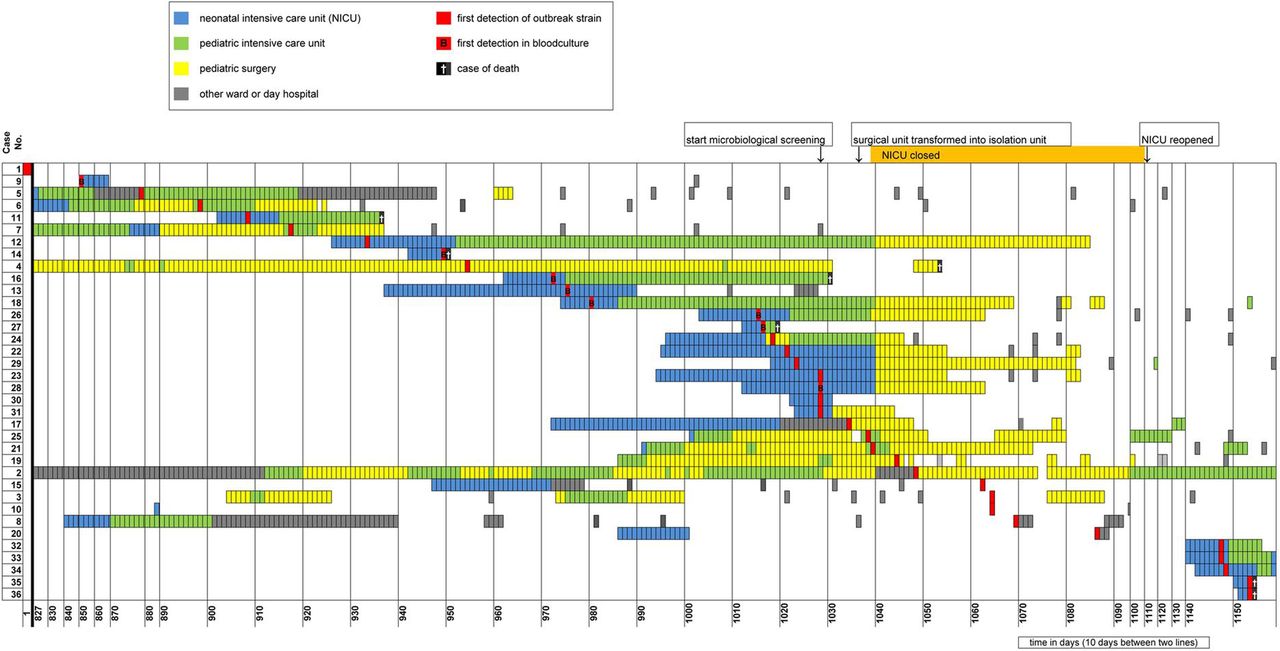 neonatal intensive care unit (NICU)
first detection of outbreak strain
pediatric intensive care unit
B first detection in bloodculture
pediatric surgery
† case of death
other ward or day hospital
Case No.
start microbiological screening
surgical unit transformed into isolation unit
NICU reopened
NICU closed
1
9
B
5
6
11
†
7
12
14
B †
4
†
16
B †
13
B
18
B
26
B
27
B †
24
22
29
23
28
B
30
31
17
25
21
19
2
15
3
10
8
20
32
33
34
35
†
36
†
1 827 830 840 850 860 870 880 890 900 910 920 930 940 950 960 970 980 990 1000 1010 1020 1030 1040 1050 1060 1070 1080 1090 1100 1110 1120 1130 1140 1150
time in days (10 days between two lines)